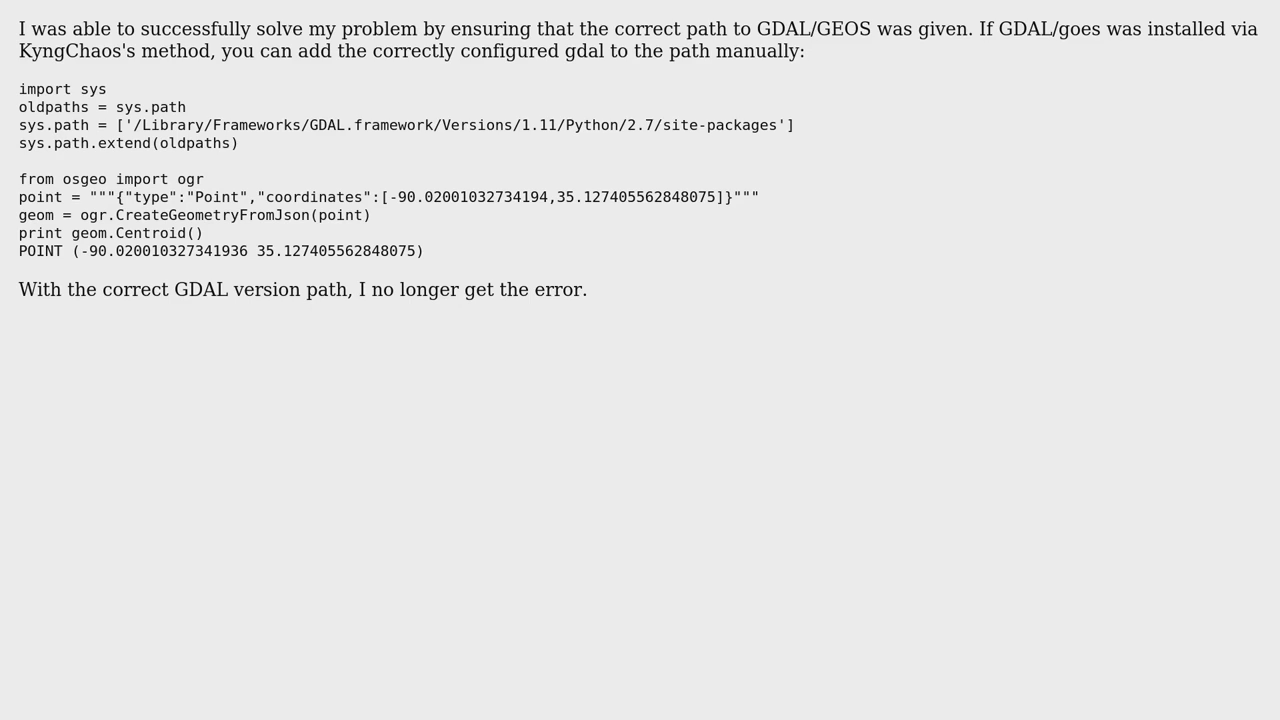 I was able to successfully solve my problem by ensuring that the correct path to GDAL/GEOS was given. If GDAL/goes was installed via
KyngChaos's method, you can add the correctly configured gdal to the path manually:
import sys
oldpaths = sys.path
sys.path = ['/Library/Frameworks/GDAL.framework/Versions/1.11/Python/2.7/site-packages']
sys.path.extend(oldpaths)
from osgeo import ogr
point = """{"type":"Point","coordinates":[-90.02001032734194,35.127405562848075]}"""
geom = ogr.CreateGeometryFromJson(point)
print geom.Centroid()
POINT (-90.020010327341936 35.127405562848075)
With the correct GDAL version path, I no longer get the error.